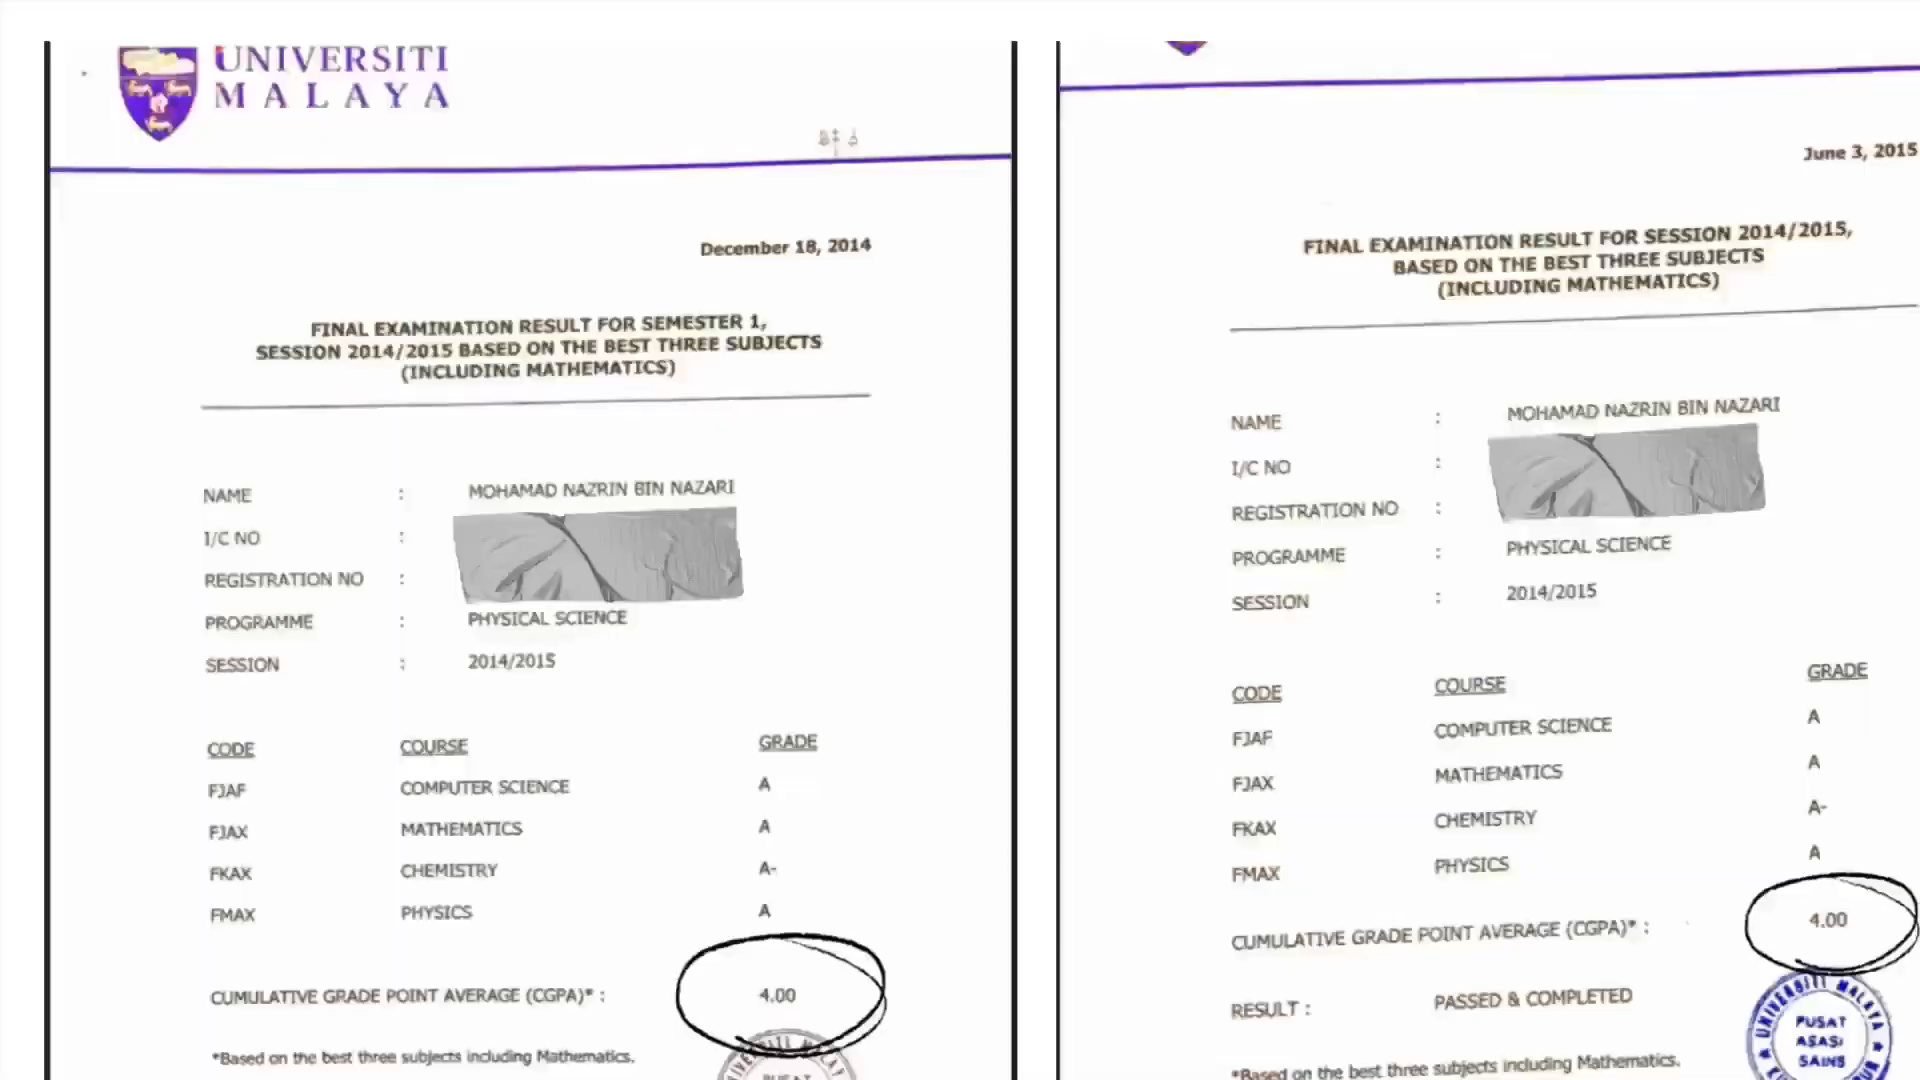 UNIVERSITI
MALAYA
December 18, 2014
FINAL EXAMINATION RESULT FOR SEMESTER 1,
SESSION 2014/2015 BASED ON THE BEST THREE SUBJECTS
(INCLUDING MATHEMATICS)
NAME : MOHAMAD NAZRIN BIN NAZARI
I/C NO :
REGISTRATION NO :
PROGRAMME : PHYSICAL SCIENCE
SESSION : 2014/2015
CODE COURSE GRADE
FJAF COMPUTER SCIENCE A
FJAX MATHEMATICS A
FKAX CHEMISTRY A-
FMAX PHYSICS A
CUMULATIVE GRADE POINT AVERAGE (CGPA)* : 4.00
*Based on the best three subjects including Mathematics.
June 3, 2015
FINAL EXAMINATION RESULT FOR SESSION 2014/2015,
BASED ON THE BEST THREE SUBJECTS
(INCLUDING MATHEMATICS)
NAME : MOHAMAD NAZRIN BIN NAZARI
I/C NO :
REGISTRATION NO :
PROGRAMME : PHYSICAL SCIENCE
SESSION : 2014/2015
CODE COURSE GRADE
FJAF COMPUTER SCIENCE A
FJAX MATHEMATICS A
FKAX CHEMISTRY A-
FMAX PHYSICS A
CUMULATIVE GRADE POINT AVERAGE (CGPA)* : 4.00
RESULT : PASSED & COMPLETED
UNIVERSITI MALAYA
PUSAT
ASASI
SAINS
*Based on the best three subjects including Mathematics.